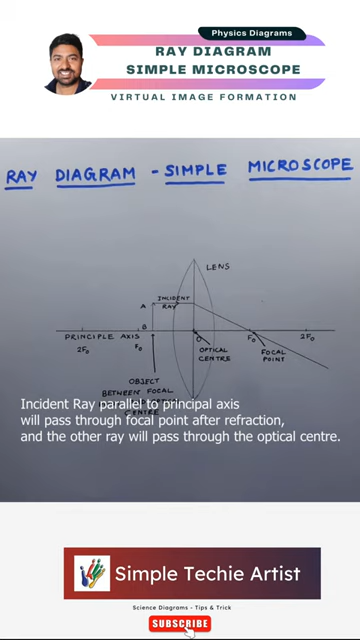 Physics Diagrams
RAY DIAGRAM
SIMPLE MICROSCOPE
VIRTUAL IMAGE FORMATION
RAY DIAGRAM - SIMPLE MICROSCOPE
LENS
INCIDENT
A
RAY
B
PRINCIPLE AXIS
O
2F₀
F₀
F₀
2F₀
OPTICAL
CENTRE
FOCAL
POINT
OBJECT
BETWEEN FOCAL
Incident Ray parallel to principal axis
will pass through focal point after refraction,
and the other ray will pass through the optical centre.
Simple Techie Artist
Science Diagrams - Tips & Trick
SUBSCRIBE